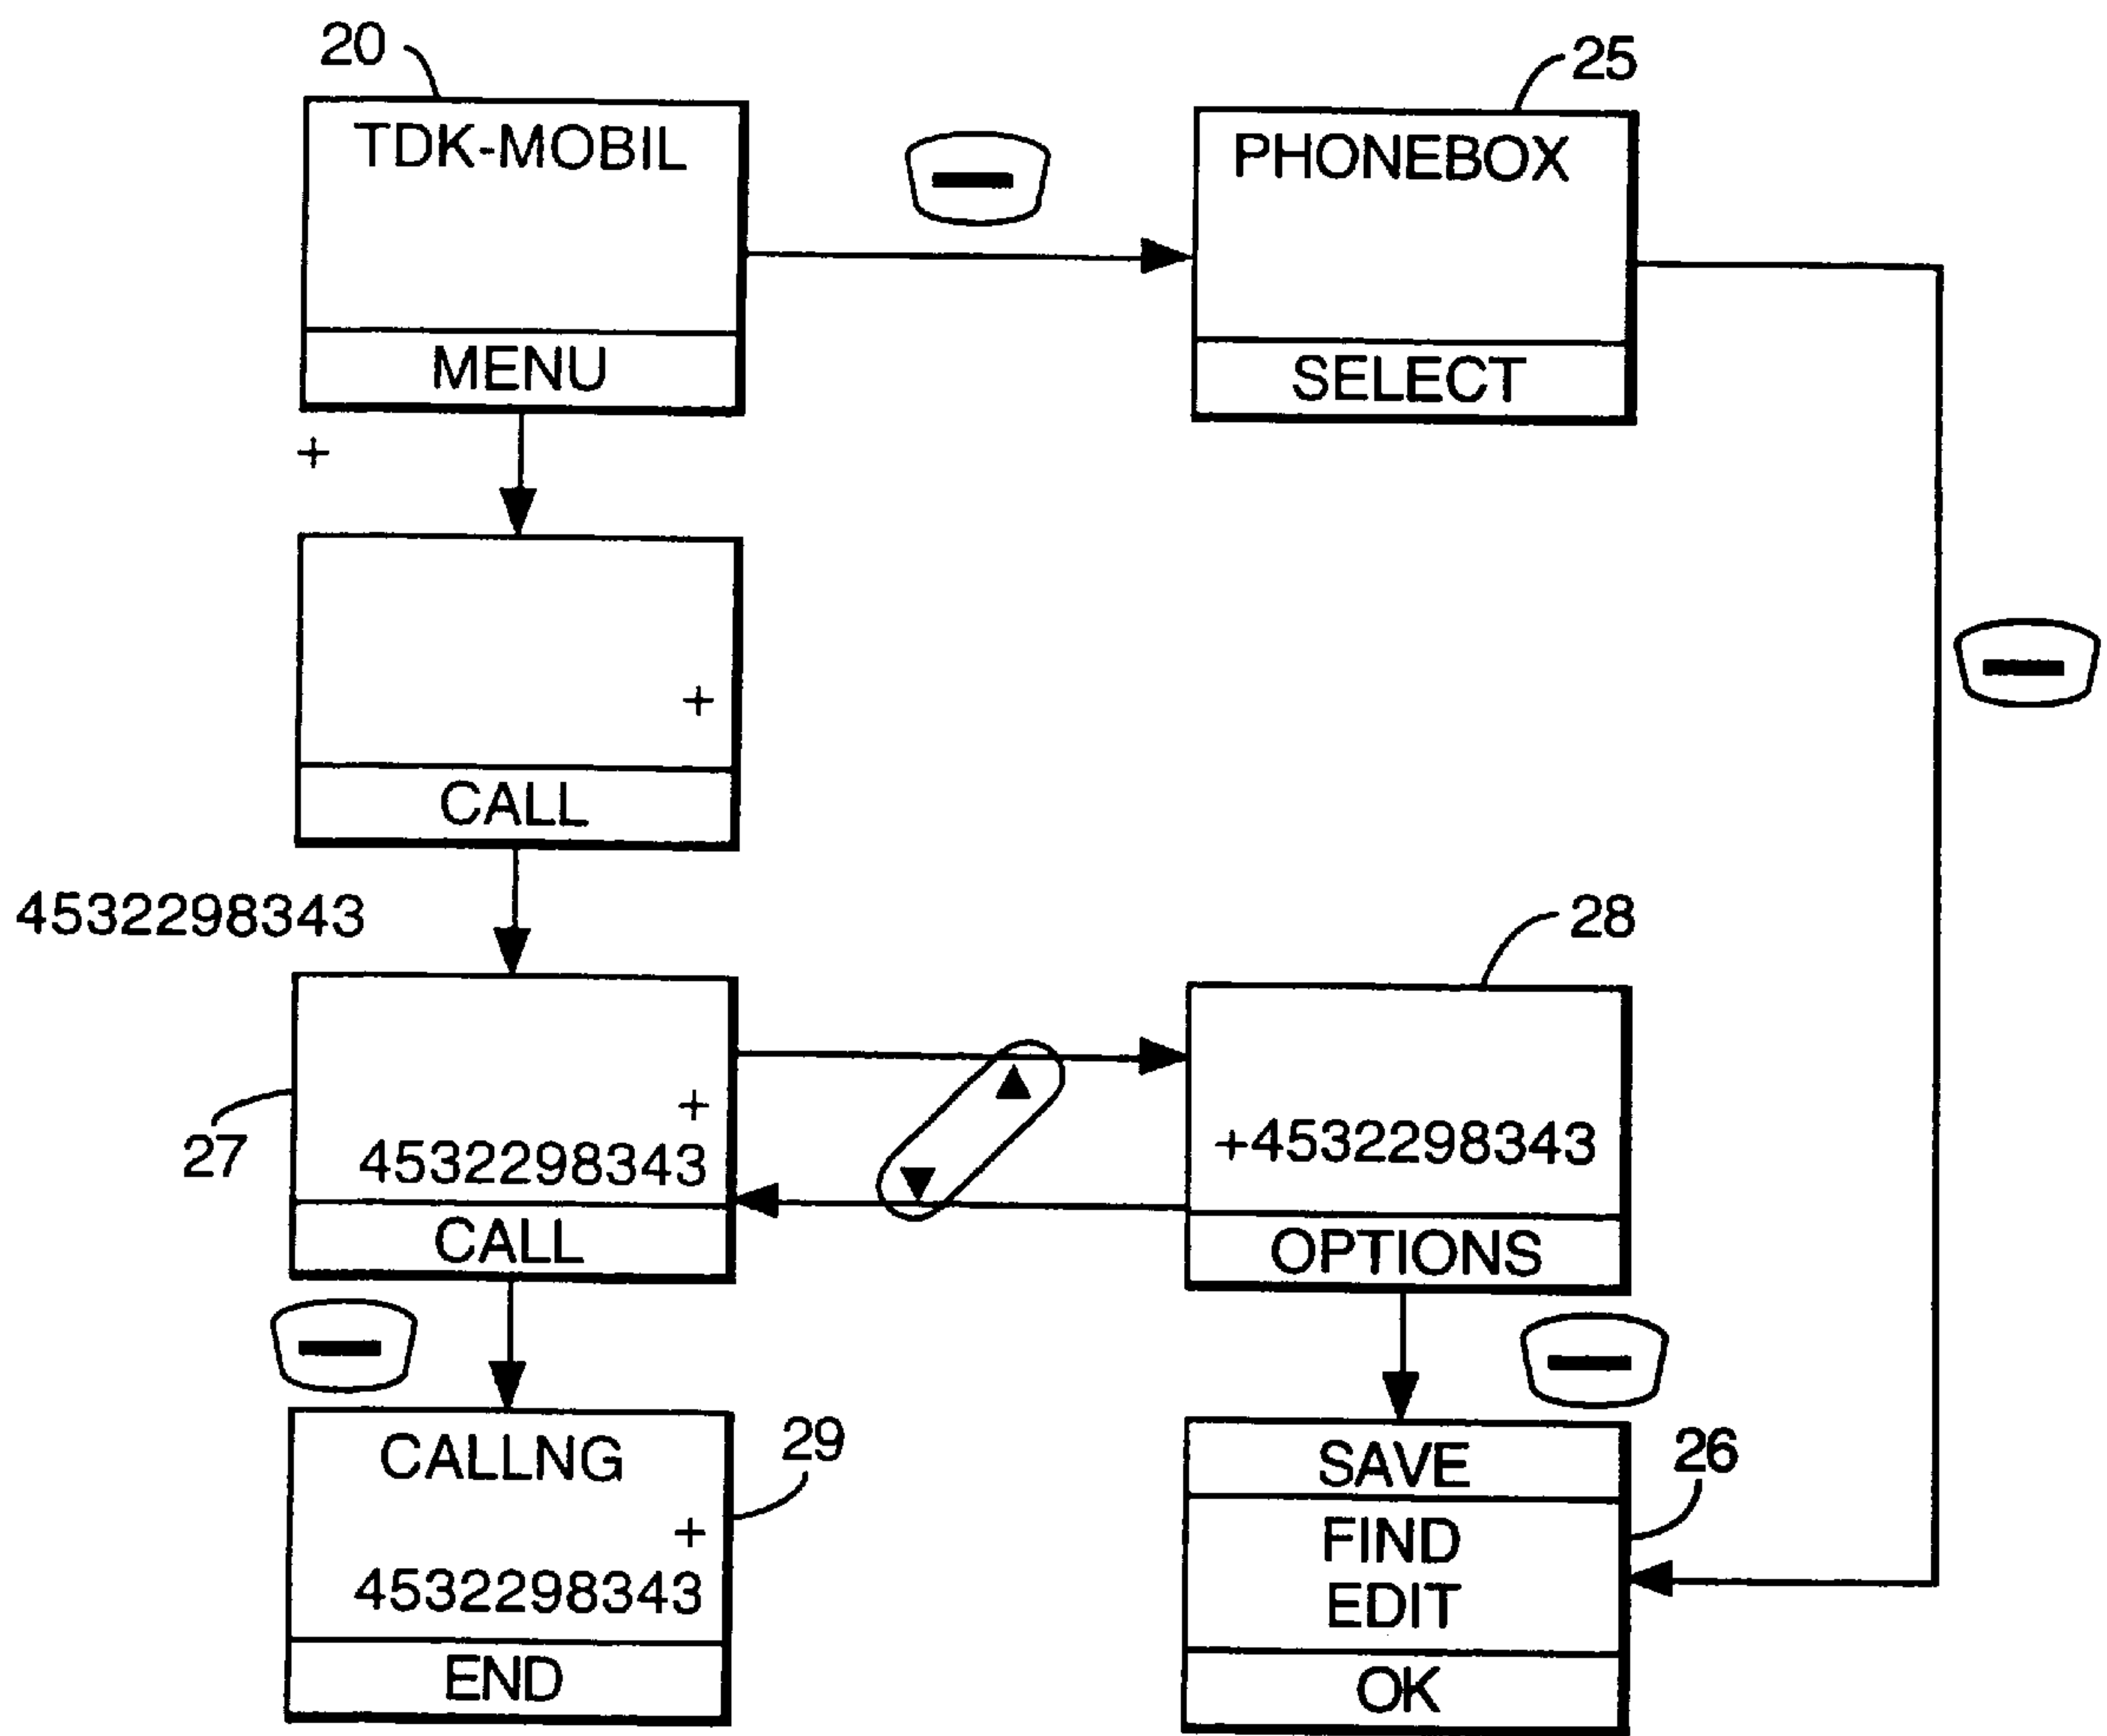 20
25
TDK-MOBIL
PHONEBOX
MENU
SELECT
+
+
CALL
4532298343
28
+
4532298343
+4532298343
27
CALL
OPTIONS
CALLNG
29
SAVE
26
FIND
+
EDIT
4532298343
END
OK